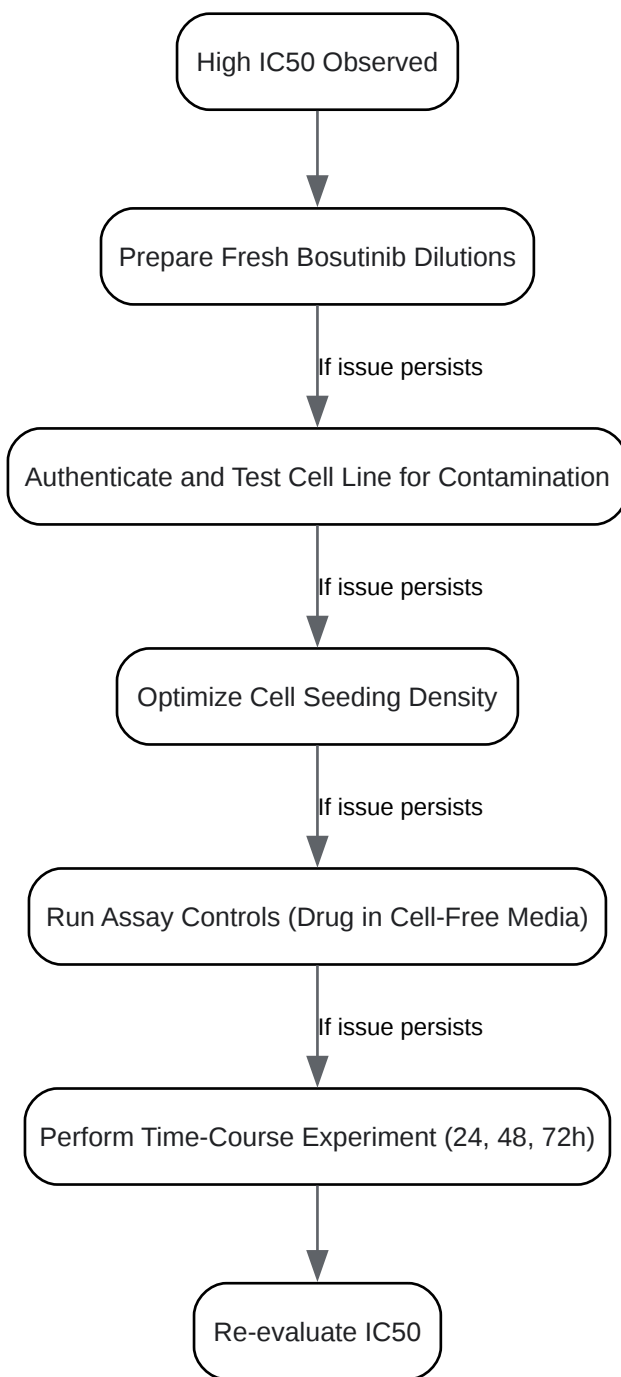 High IC50 Observed
Prepare Fresh Bosutinib Dilutions
If issue persists
Authenticate and Test Cell Line for Contamination
If issue persists
Optimize Cell Seeding Density
If issue persists
Run Assay Controls (Drug in Cell-Free Media)
If issue persists
Perform Time-Course Experiment (24, 48, 72h)
Re-evaluate IC50